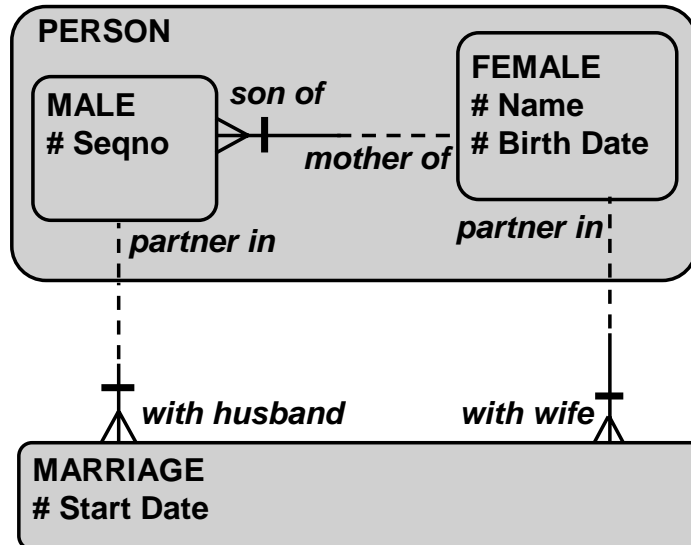 PERSON
MALE
# Seqno
son of
mother of
FEMALE
# Name
# Birth Date
partner in
partner in
with husband
with wife
MARRIAGE
# Start Date